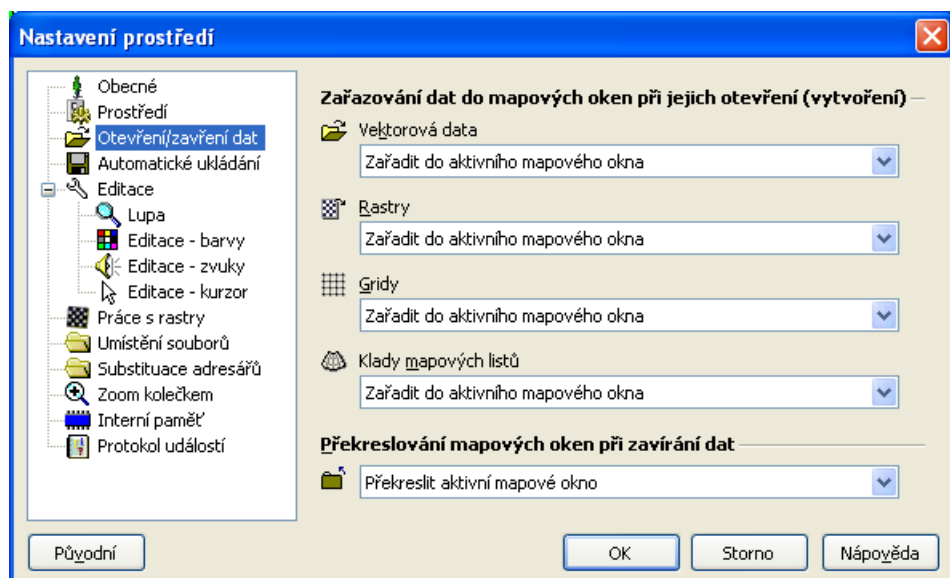 Nastavení prostředí
Obecné
Prostředí
Otevření/zavření dat
Automatické ukládání
Editace
Lupa
Editace - barvy
Editace - zvuky
Editace - kurzor
Práce s rastry
Umístění souborů
Substituace adresářů
Zoom kolečkem
Interní paměť
Protokol událostí
Zařazování dat do mapových oken při jejich otevření (vytvoření)
Vektorová data
Zařadit do aktivního mapového okna
Rastry
Zařadit do aktivního mapového okna
Gridy
Zařadit do aktivního mapového okna
Klady mapových listů
Zařadit do aktivního mapového okna
Překreslování mapových oken při zavírání dat
Překreslit aktivní mapové okno
Původní
OK
Storno
Nápověda